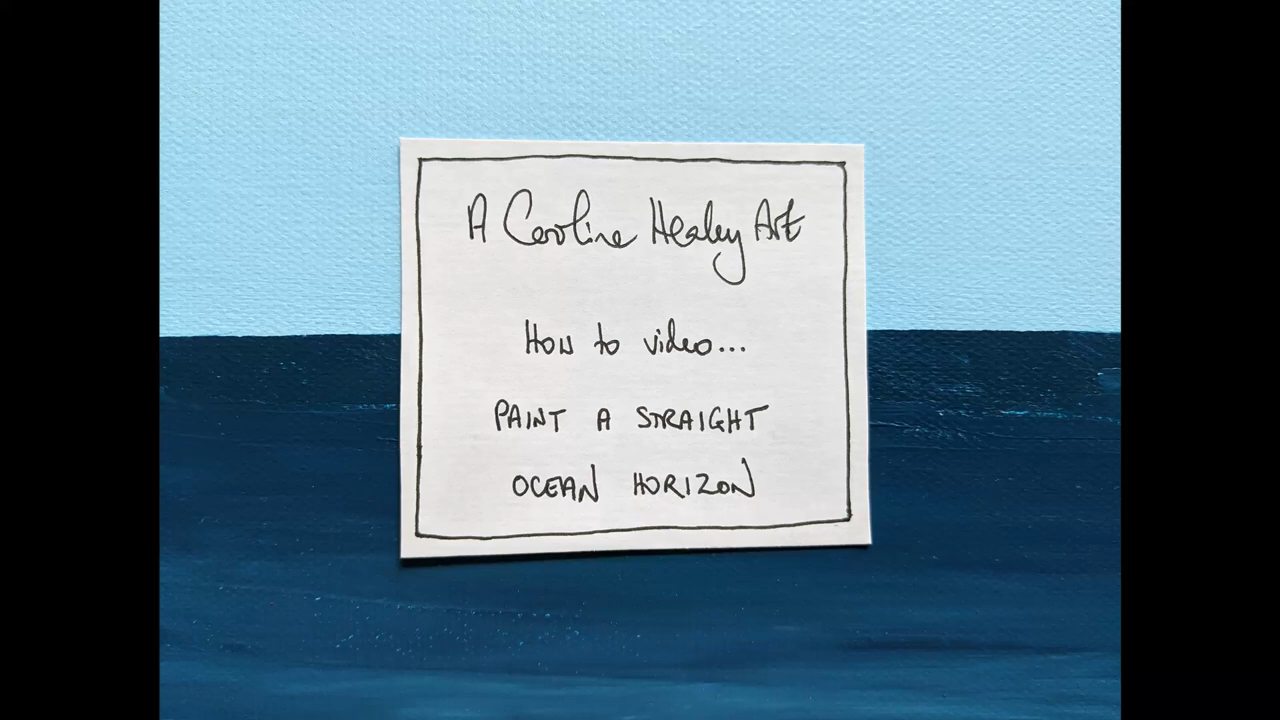 A Caroline Healey Art
How to video...
PAINT A STRAIGHT
OCEAN HORIZON